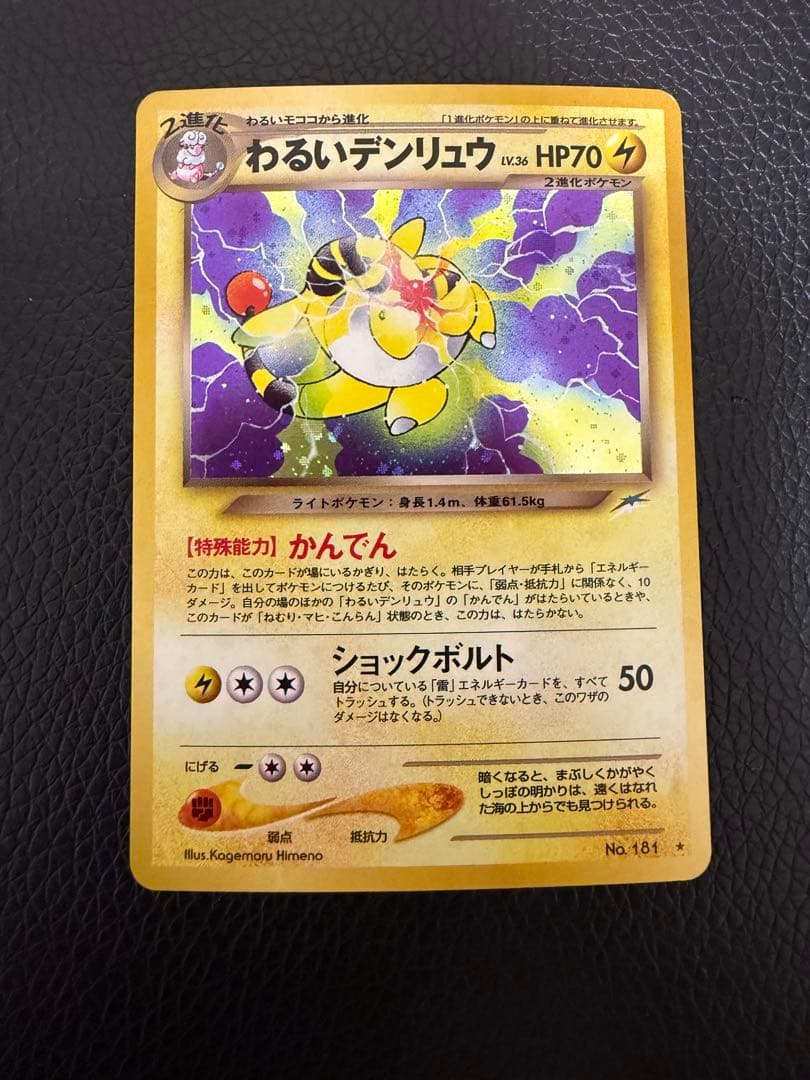 2進化
わるいモココから進化
「1進化ポケモン」の上に重ねて進化させます。
わるいデンリュウ LV.36 HP70
2進化ポケモン
ライトポケモン：身長1.4m、体重61.5kg
【特殊能力】かんでん
この力は、このカードが場にいるかぎり、はたらく。相手プレイヤーが手札から「エネルギー
カード」を出してポケモンにつけるたび、そのポケモンに、「弱点・抵抗力」に関係なく、10
ダメージ。自分の場のほかの「わるいデンリュウ」の「かんでん」がはたらいているときや、
このカードが「ねむり・マヒ・こんらん」状態のとき、この力は、はたらかない。
ショックボルト
50
自分についている「雷」エネルギーカードを、すべて
トラッシュする。（トラッシュできないとき、このワザの
ダメージはなくなる。）
にげる
弱点
抵抗力
暗くなると、まぶしくかがやく
しっぽの明かりは、遠くはなれ
た海の上からでも見つけられる。
Illus.Kagemaru Himeno
No. 181 ★